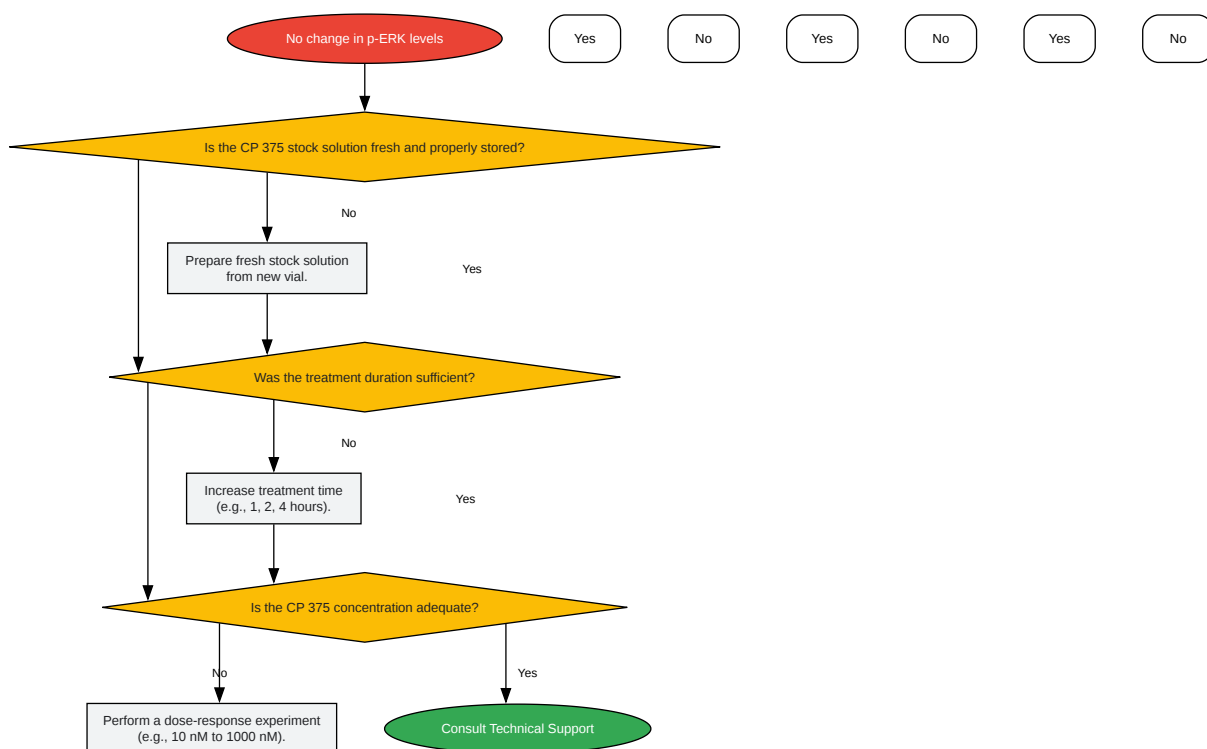 No change in p-ERK levels
Yes
No
Yes
No
Yes
No
Is the CP 375 stock solution fresh and properly stored?
No
Prepare fresh stock solution
from new vial.
Yes
Was the treatment duration sufficient?
No
Increase treatment time
(e.g., 1, 2, 4 hours).
Yes
Is the CP 375 concentration adequate?
No
Yes
Perform a dose-response experiment
(e.g., 10 nM to 1000 nM).
Consult Technical Support